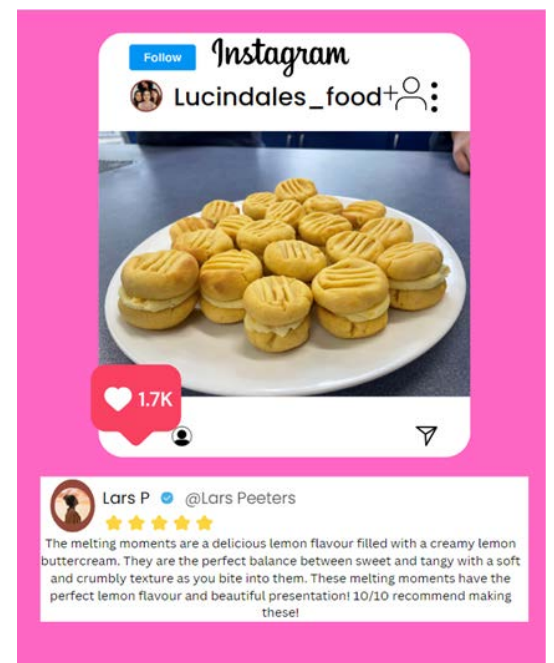 Follow
Instagram
Lucindales_food
1.7K
Lars P @Lars Peeters
The melting moments are a delicious lemon flavour filled with a creamy lemon
buttercream. They are the perfect balance between sweet and tangy with a soft
and crumbly texture as you bite into them. These melting moments have the
perfect lemon flavour and beautiful presentation! 10/10 recommend making
these!